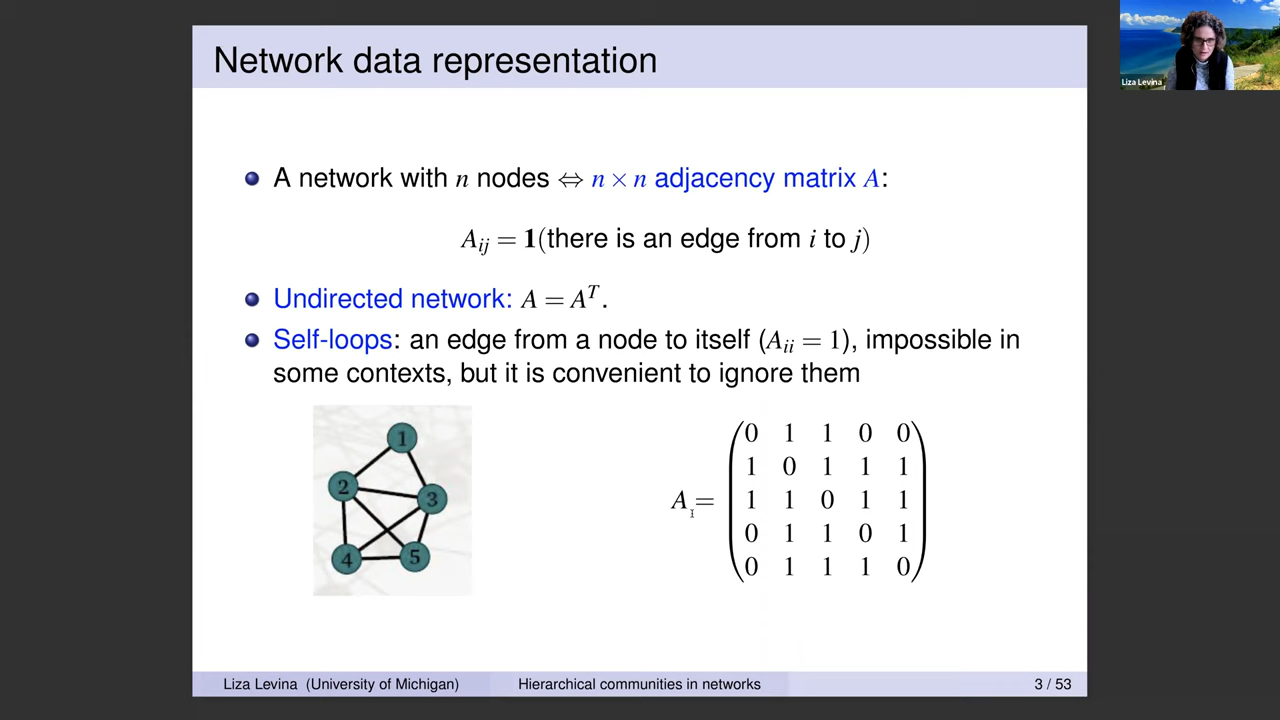 Network data representation
Liza Levina
A network with n nodes ⇔ n × n adjacency matrix A:
A_{ij} = 1(there is an edge from i to j)
Undirected network: A = A^T.
Self-loops: an edge from a node to itself (A_{ii} = 1), impossible in
some contexts, but it is convenient to ignore them
1
2
3
4 5
0 1 1 0 0
1 0 1 1 1
A = 1 1 0 1 1
0 1 1 0 1
0 1 1 1 0
Liza Levina (University of Michigan) Hierarchical communities in networks 3 / 53